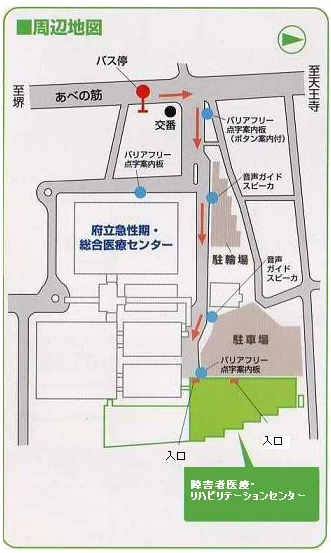 ■周辺地図
バス停
至堺
あべの筋
至天王寺
交番
バリアフリー
点字案内板
(ボタン案内付)
バリアフリー
点字案内板
音声ガイド
スピーカ
府立急性期・
総合医療センター
駐輪場
音声
ガイド
スピーカ
駐車場
バリアフリー
点字案内板
入口
入口
障害者医療・
リハビリテーションセンター